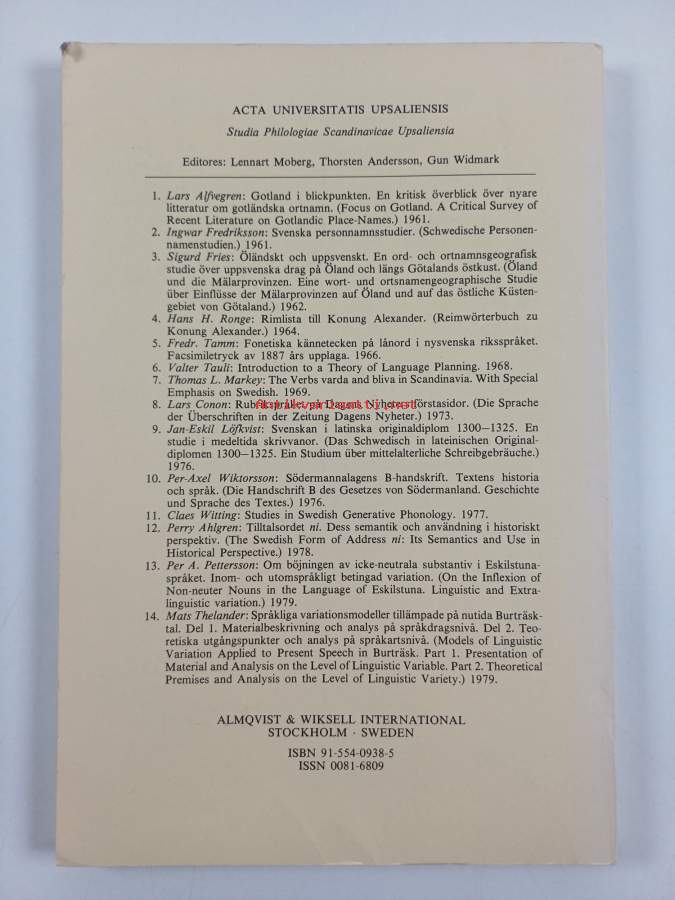 ACTA UNIVERSITATIS UPSALIENSIS
Studia Philologiae Scandinavicae Upsaliensia
Editores: Lennart Moberg, Thorsten Andersson, Gun Widmark
1. Lars Alfvegren: Gotland i blickpunkten. En kritisk överblick över nyare
litteratur om gotländska ortnamn. (Focus on Gotland. A Critical Survey of
Recent Literature on Gotlandic Place-Names.) 1961.
2. Ingwar Fredriksson: Svenska personnamnsstudier. (Schwedische Personen-
namenstudien.) 1961.
3. Sigurd Fries: Öländskt och uppsvenskt. En ord- och ortnamnsgeografisk
studie över uppsvenska drag på Öland och längs Götalands östkust. (Öland
und die Mälarprovinzen. Eine wort- und ortsnamengeographische Studie
über Einflüsse der Mälarprovinzen auf Öland und auf das östliche Küsten-
gebiet von Götaland.) 1962.
4. Hans H. Ronge: Rimlista till Konung Alexander. (Reimwörterbuch zu
Konung Alexander.) 1964.
5. Fredr. Tamm: Fonetiska kännetecken på lånord i nysvenska riksspråket.
Facsimiletryck av 1887 års upplaga. 1966.
6. Valter Tauli: Introduction to a Theory of Language Planning. 1968.
7. Thomas L. Markey: The Verbs varda and bliva in Scandinavia. With Special
Emphasis on Swedish. 1969.
8. Lars Conon: Rubrikspråket på Dagens Nyheters förstasidor. (Die Sprache
der Überschriften in der Zeitung Dagens Nyheter.) 1973.
9. Jan-Eskil Löfkvist: Svenskan i latinska originaldiplom 1300—1325. En
studie i medeltida skrivvanor. (Das Schwedisch in lateinischen Original-
diplomen 1300—1325. Ein Studium über mittelalterliche Schreibgebräuche.)
1976.
10. Per-Axel Wiktorsson: Södermannalagens B-handskrift. Textens historia
och språk. (Die Handschrift B des Gesetzes von Södermanland. Geschichte
und Sprache des Textes.) 1976.
11. Claes Witting: Studies in Swedish Generative Phonology. 1977.
12. Perry Ahlgren: Tilltalsordet ni. Dess semantik och användning i historiskt
perspektiv. (The Swedish Form of Address ni: Its Semantics and Use in
Historical Perspective.) 1978.
13. Per A. Pettersson: Om böjningen av icke-neutrala substantiv i Eskilstuna-
språket. Inom- och utomspråkligt betingad variation. (On the Inflexion of
Non-neuter Nouns in the Language of Eskilstuna. Linguistic and Extra-
linguistic variation.) 1979.
14. Mats Thelander: Språkliga variationsmodeller tillämpade på nutida Burträsk-
tal. Del 1. Materialbeskrivning och analys på språkdragsnivå. Del 2. Teo-
retiska utgångspunkter och analys på språkartsnivå. (Models of Linguistic
Variation Applied to Present Speech in Burträsk. Part 1. Presentation of
Material and Analysis on the Level of Linguistic Variable. Part 2. Theoretical
Premises and Analysis on the Level of Linguistic Variety.) 1979.
ALMQVIST & WIKSELL INTERNATIONAL
STOCKHOLM · SWEDEN
ISBN 91-554-0938-5
ISSN 0081-6809